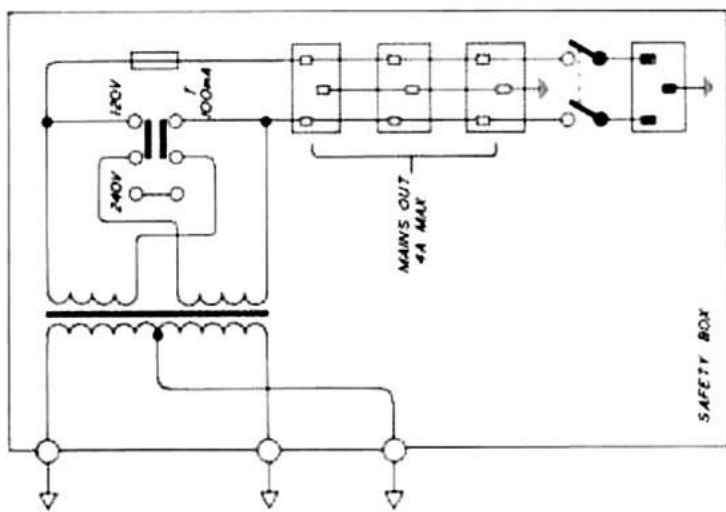 120V
T
100mA
240V
MAINS OUT
4A MAX
SAFETY BOX